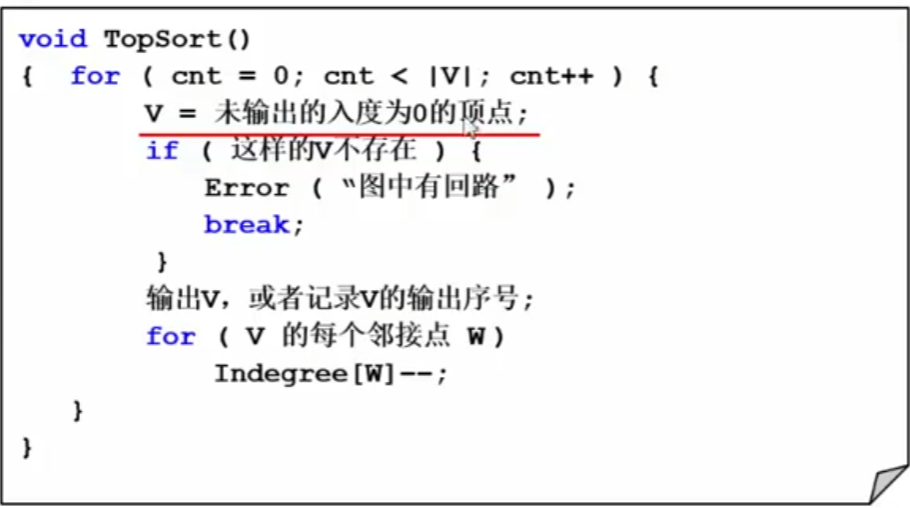 void TopSort()
{ for ( cnt = 0; cnt < |V|; cnt++ ) {
V = 未输出的入度为0的顶点;
if ( 这样的V不存在 ) {
Error ( “图中有回路” );
break;
}
输出V，或者记录V的输出序号;
for ( V 的每个邻接点 W )
Indegree[W]––;
}
}